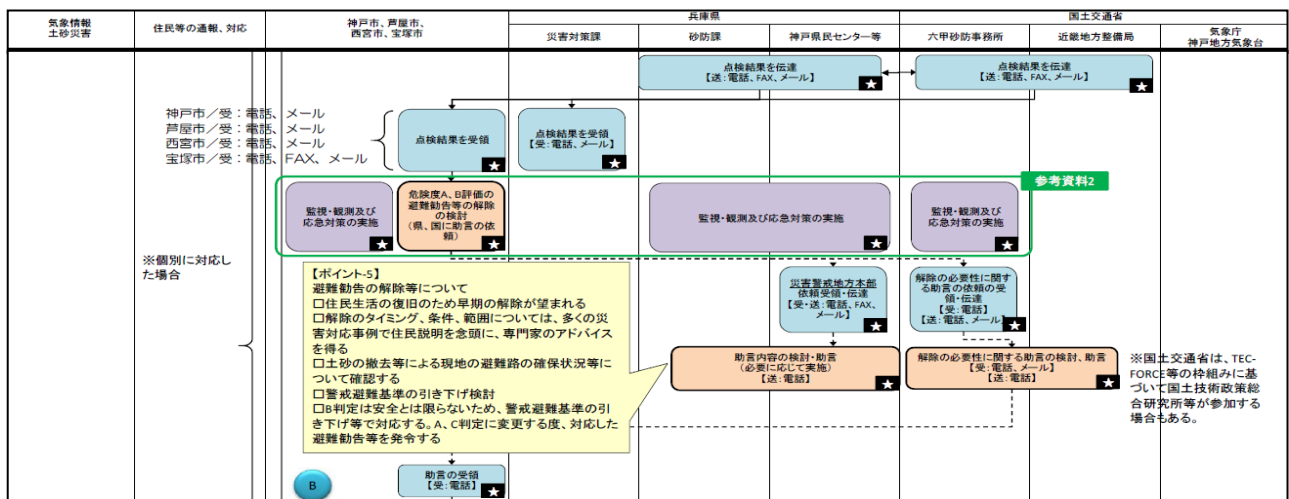 気象情報
土砂災害
住民等の通報、対応
神戸市、芦屋市、
西宮市、宝塚市
兵庫県
国土交通省
災害対策課
砂防課
神戸県民センター等
六甲砂防事務所
近畿地方整備局
気象庁
神戸地方気象台
点検結果を伝達
【送:電話、FAX、メール】
★
点検結果を伝達
【送:電話、FAX、メール】
★
神戸市／受:電話、メール
芦屋市／受:電話、メール
西宮市／受:電話、メール
宝塚市／受:電話、FAX、メール
点検結果を受領
★
点検結果を受領
【受:電話、メール】
★
参考資料2
監視・観測及び
応急対策の実施
★
危険度A、B評価の
避難勧告等の解除
の検討
(県、国に助言の依
頼)
★
監視・観測及び応急対策の実施
★
監視・観測及び
応急対策の実施
★
※個別に対応し
た場合
【ポイント-5】
避難勧告の解除等について
□住民生活の復旧のため早期の解除が望まれる
□解除のタイミング、条件、範囲については、多くの災
害対応事例で住民説明を念頭に、専門家のアドバイス
を得る
□土砂の撤去等による現地の避難路の確保状況等に
ついて確認する
□警戒避難基準の引き下げ検討
□B判定は安全とは限らないため、警戒避難基準の引
き下げ等で対応する。A、C判定に変更する度、対応した
避難勧告等を発令する
災害警戒地方本部
依頼受領・伝達
【受・送:電話、FAX、
メール】
★
解除の必要性に関す
る助言の依頼の受
領・伝達
【受:電話】
【送:電話、メール】
★
助言内容の検討・助言
(必要に応じて実施)
【送:電話】
★
解除の必要性に関する助言の検討、助言
【受:電話、メール】
【送:電話】
★
※国土交通省は、TEC-
FORCE等の枠組みに基
づいて国土技術政策総
合研究所等が参加する
場合もある。
B
助言の受領
【受:電話】
★